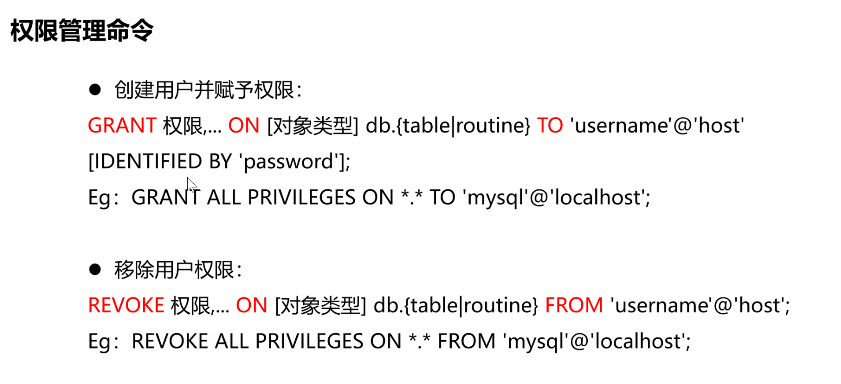 权限管理命令
● 创建用户并赋予权限：
GRANT 权限,... ON [对象类型] db.{table|routine} TO 'username'@'host'
[IDENTIFIED BY 'password'];
Eg：GRANT ALL PRIVILEGES ON *.* TO 'mysql'@'localhost';
● 移除用户权限：
REVOKE 权限,... ON [对象类型] db.{table|routine} FROM 'username'@'host';
Eg：REVOKE ALL PRIVILEGES ON *.* FROM 'mysql'@'localhost';